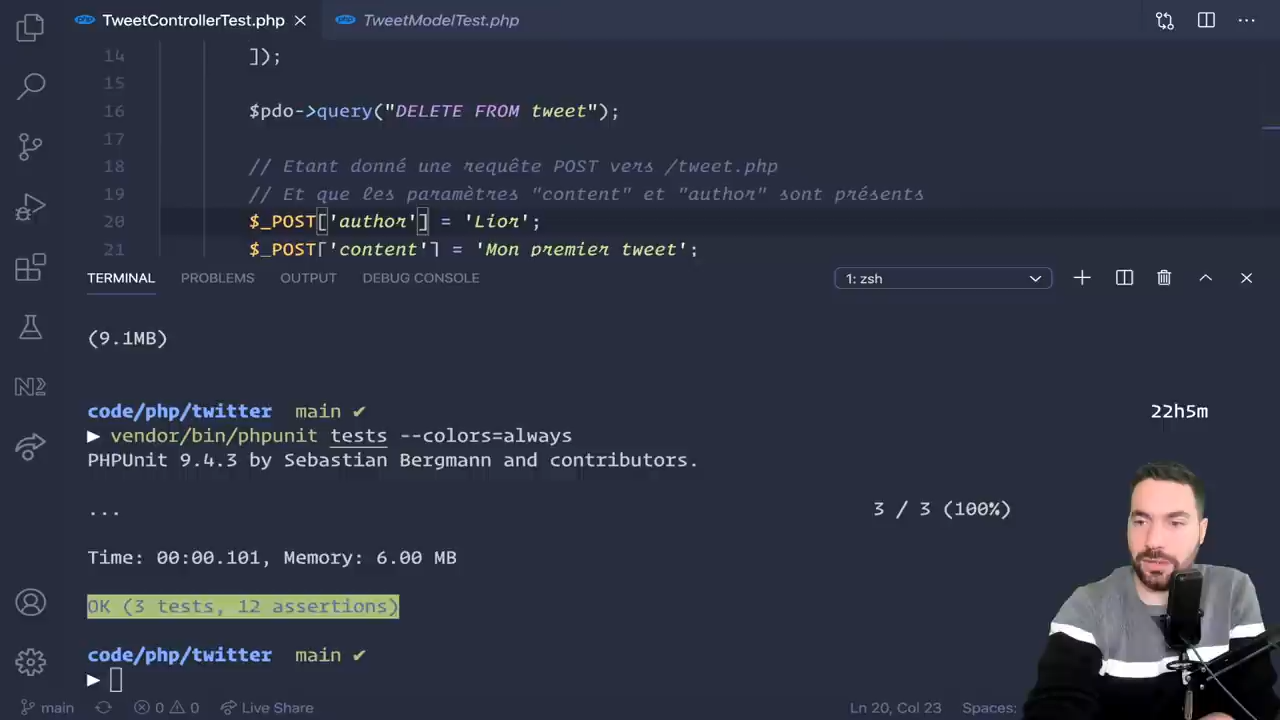 TweetControllerTest.php
TweetModelTest.php
14 ]);
15
16 $pdo->query("DELETE FROM tweet");
17
18 // Etant donné une requête POST vers /tweet.php
19 // Et que les paramètres "content" et "author" sont présents
20 $_POST['author'] = 'Lior';
21 $_POST['content'] = 'Mon premier tweet';
TERMINAL PROBLEMS OUTPUT DEBUG CONSOLE 1: zsh
(9.1MB)
code/php/twitter main ✔ 22h5m
▶ vendor/bin/phpunit tests --colors=always
PHPUnit 9.4.3 by Sebastian Bergmann and contributors.
... 3 / 3 (100%)
Time: 00:00.101, Memory: 6.00 MB
OK (3 tests, 12 assertions)
code/php/twitter main ✔
▶
main 0 0 Live Share Ln 20, Col 23 Spaces: